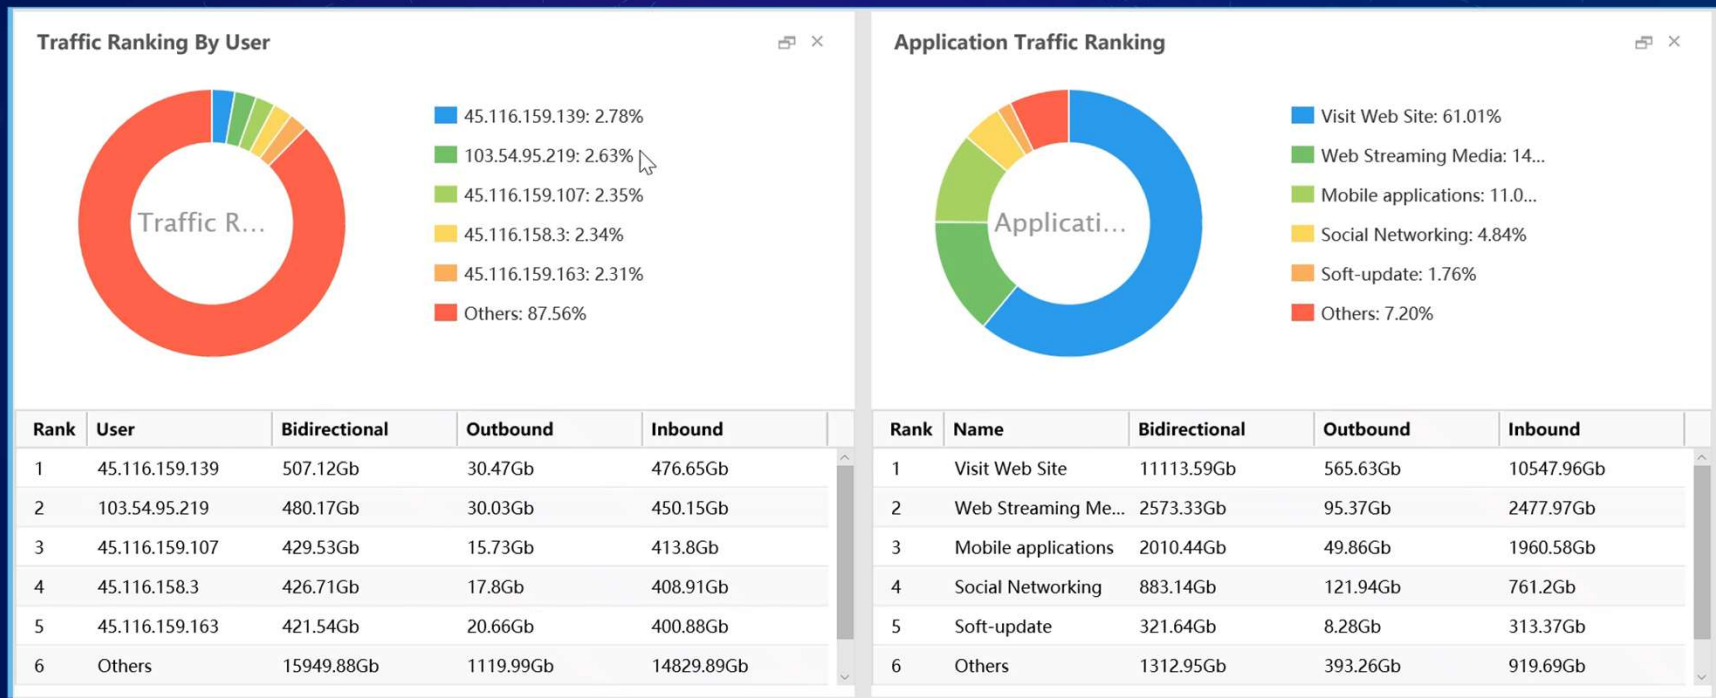 Traffic Ranking By User
Traffic R...
45.116.159.139: 2.78%
103.54.95.219: 2.63%
45.116.159.107: 2.35%
45.116.158.3: 2.34%
45.116.159.163: 2.31%
Others: 87.56%
Rank User Bidirectional Outbound Inbound
1 45.116.159.139 507.12Gb 30.47Gb 476.65Gb
2 103.54.95.219 480.17Gb 30.03Gb 450.15Gb
3 45.116.159.107 429.53Gb 15.73Gb 413.8Gb
4 45.116.158.3 426.71Gb 17.8Gb 408.91Gb
5 45.116.159.163 421.54Gb 20.66Gb 400.88Gb
6 Others 15949.88Gb 1119.99Gb 14829.89Gb
Application Traffic Ranking
Applicati...
Visit Web Site: 61.01%
Web Streaming Media: 14...
Mobile applications: 11.0...
Social Networking: 4.84%
Soft-update: 1.76%
Others: 7.20%
Rank Name Bidirectional Outbound Inbound
1 Visit Web Site 11113.59Gb 565.63Gb 10547.96Gb
2 Web Streaming Me... 2573.33Gb 95.37Gb 2477.97Gb
3 Mobile applications 2010.44Gb 49.86Gb 1960.58Gb
4 Social Networking 883.14Gb 121.94Gb 761.2Gb
5 Soft-update 321.64Gb 8.28Gb 313.37Gb
6 Others 1312.95Gb 393.26Gb 919.69Gb